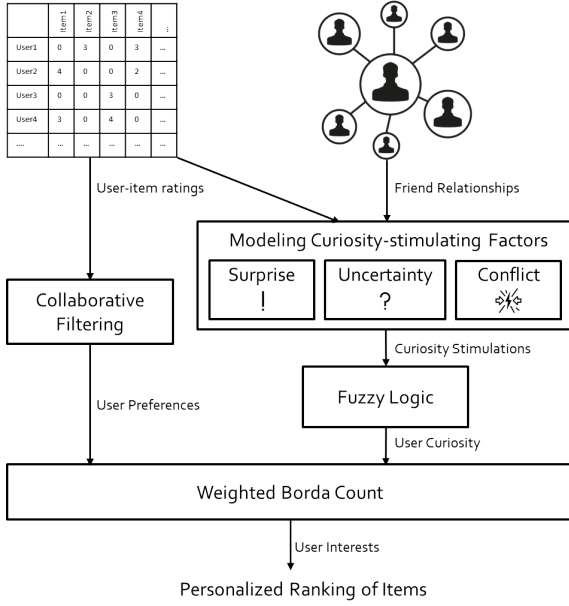 Item1 Item2 Item3 Item4 ...
User1 0 3 0 3 ...
User2 4 0 0 2 ...
User3 0 0 3 0 ...
User4 3 0 4 0 ...
.... ... ... ... ... ...
User-item ratings
Friend Relationships
Modeling Curiosity-stimulating Factors
Surprise
!
Uncertainty
?
Conflict
Collaborative
Filtering
Curiosity Stimulations
Fuzzy Logic
User Preferences
User Curiosity
Weighted Borda Count
User Interests
Personalized Ranking of Items